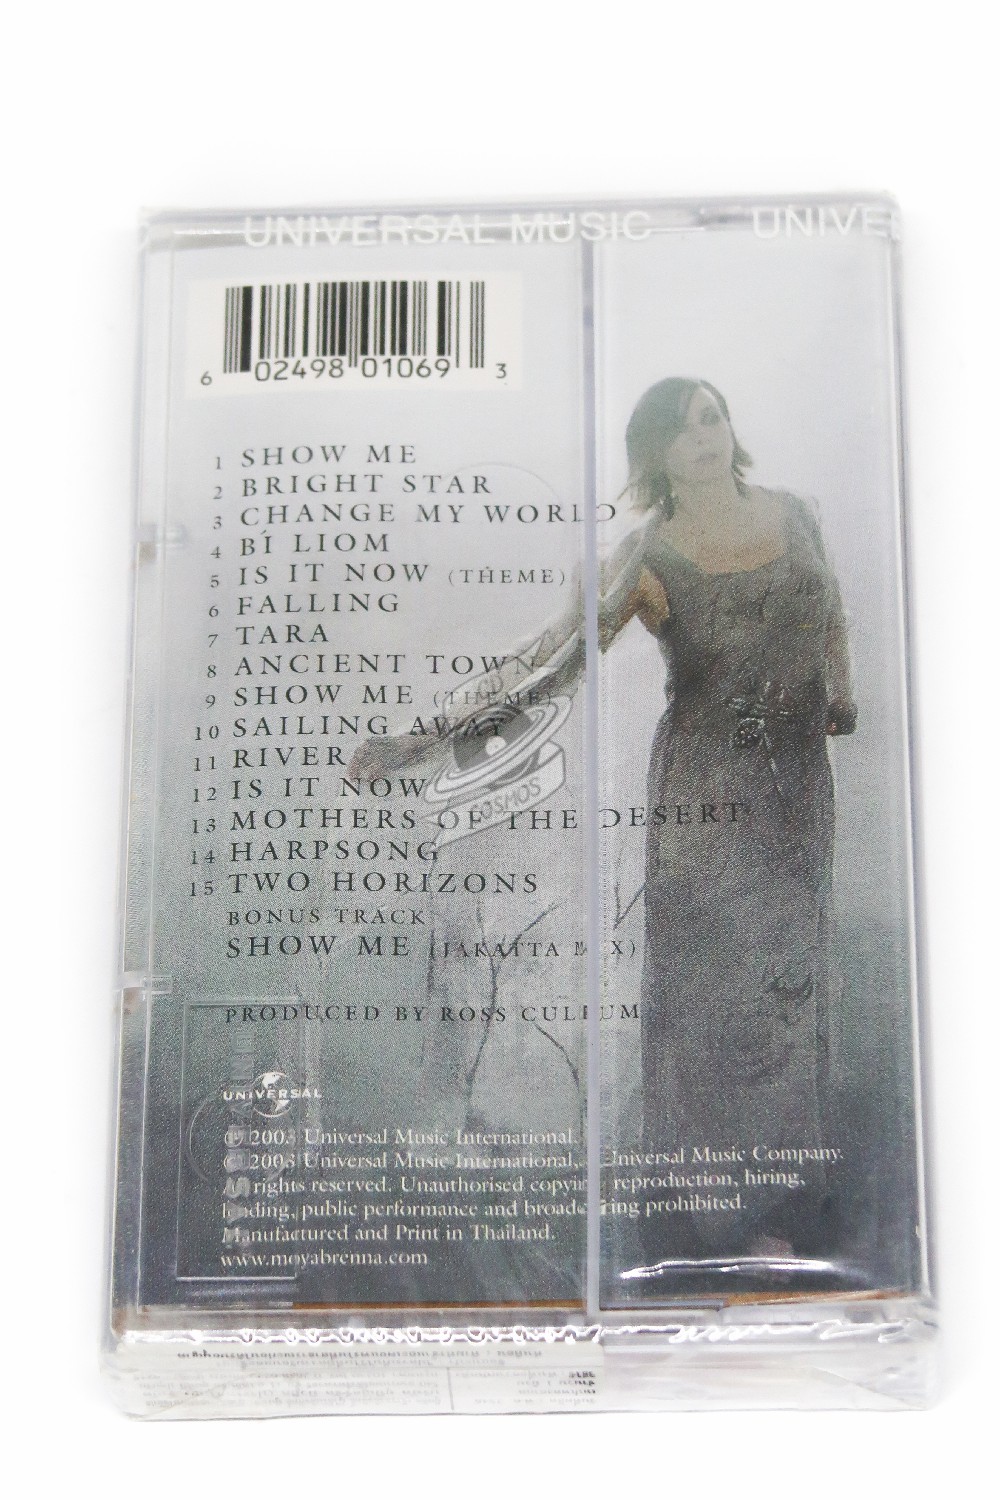 UNIVERSAL MUSIC UNIVE
6 02498 01069 3
1 SHOW ME
2 BRIGHT STAR
3 CHANGE MY WORLD
4 BÍ LIOM
5 IS IT NOW (THEME)
6 FALLING
7 TARA
8 ANCIENT TOWN
9 SHOW ME (THEME)
10 SAILING AWAY
11 RIVER
12 IS IT NOW
13 MOTHERS OF THE DESERT
14 HARPSONG
15 TWO HORIZONS
BONUS TRACK
SHOW ME (JAKATTA MIX)
CD
COSMOS
PRODUCED BY ROSS CULLUM
UNIVERSAL
℗ 2003 Universal Music International.
© 2003 Universal Music International, a Universal Music Company.
All rights reserved. Unauthorised copying, reproduction, hiring,
lending, public performance and broadcasting prohibited.
Manufactured and Print in Thailand.
www.moyabrennan.com